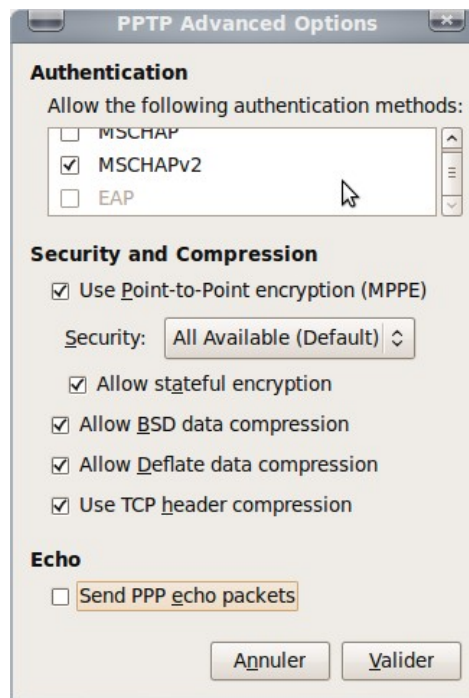 PPTP Advanced Options
Authentication
Allow the following authentication methods:
MSCHAP
MSCHAPv2
EAP
Security and Compression
Use Point-to-Point encryption (MPPE)
Security: All Available (Default)
Allow stateful encryption
Allow BSD data compression
Allow Deflate data compression
Use TCP header compression
Echo
Send PPP echo packets
Annuler Valider